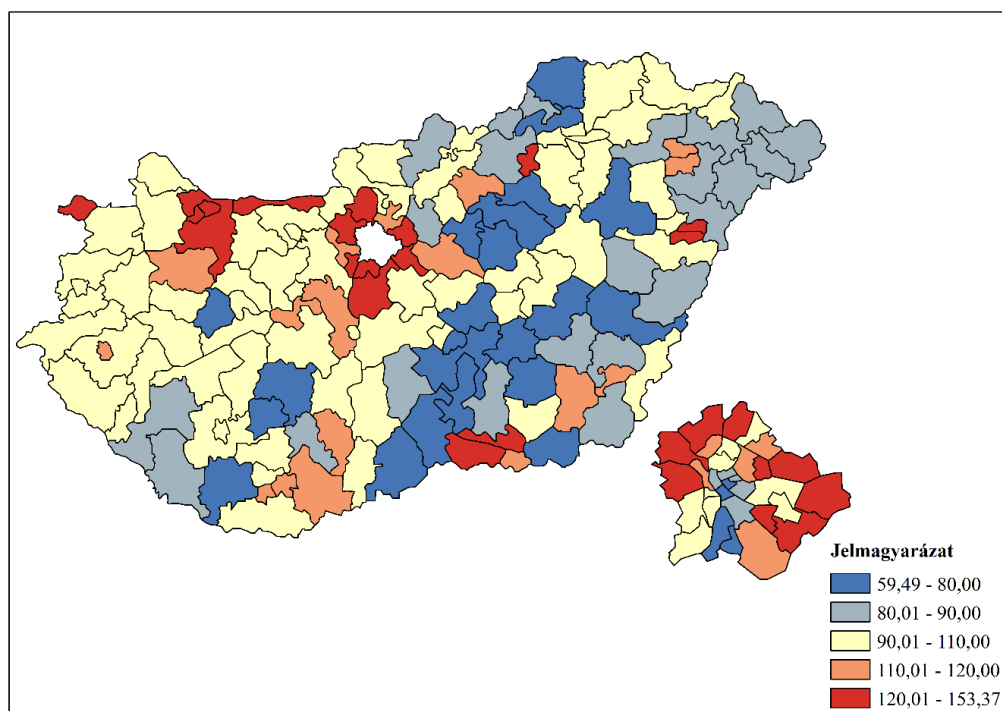 Jelmagyarázat
59,49 - 80,00
80,01 - 90,00
90,01 - 110,00
110,01 - 120,00
120,01 - 153,37